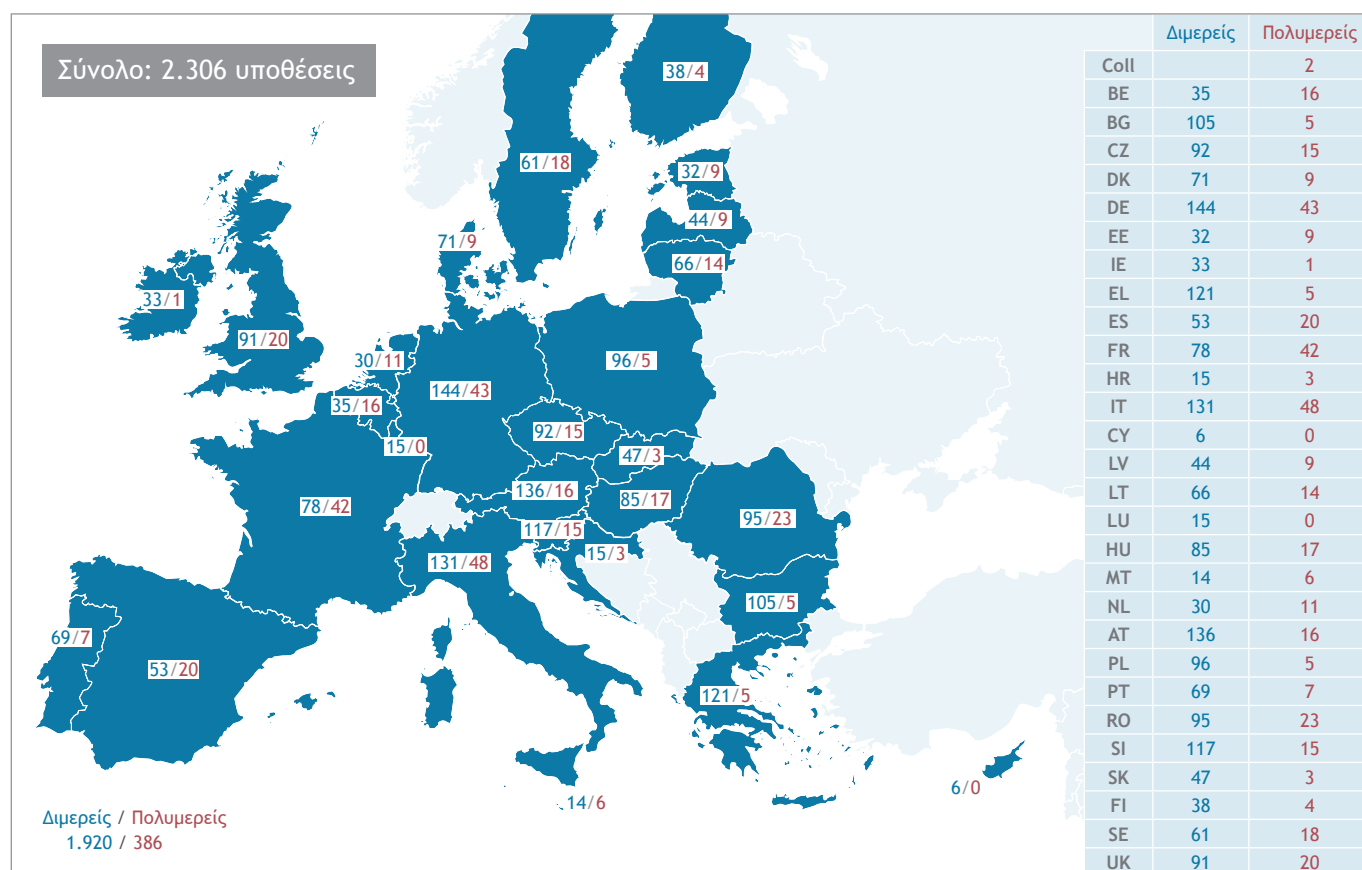 Σύνολο: 2.306 υποθέσεις
38/4
61/18
32/9
44/9
71/9
66/14
33/1
91/20
30/11
96/5
144/43
35/16
92/15
15/0
47/3
136/16
85/17
78/42
95/23
117/15
15/3
131/48
105/5
69/7
53/20
121/5
6/0
14/6
Διμερείς / Πολυμερείς
1.920 / 386
Διμερείς Πολυμερείς
Coll 2
BE 35 16
BG 105 5
CZ 92 15
DK 71 9
DE 144 43
EE 32 9
IE 33 1
EL 121 5
ES 53 20
FR 78 42
HR 15 3
IT 131 48
CY 6 0
LV 44 9
LT 66 14
LU 15 0
HU 85 17
MT 14 6
NL 30 11
AT 136 16
PL 96 5
PT 69 7
RO 95 23
SI 117 15
SK 47 3
FI 38 4
SE 61 18
UK 91 20